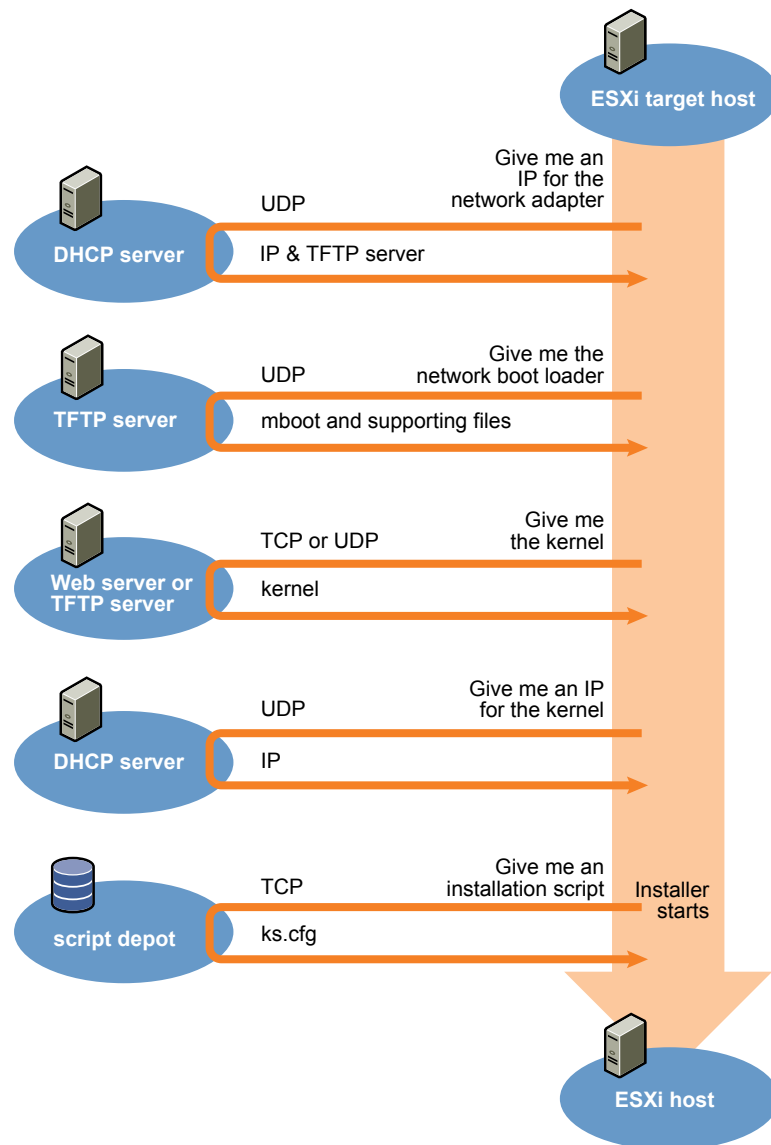 ESXi target host
Give me an
IP for the
network adapter
UDP
DHCP server
IP & TFTP server
Give me the
network boot loader
UDP
TFTP server
mboot and supporting files
Give me
the kernel
TCP or UDP
Web server or
TFTP server
kernel
Give me an IP
for the kernel
UDP
DHCP server
IP
Give me an
installation script
TCP
Installer
starts
script depot
ks.cfg
ESXi host